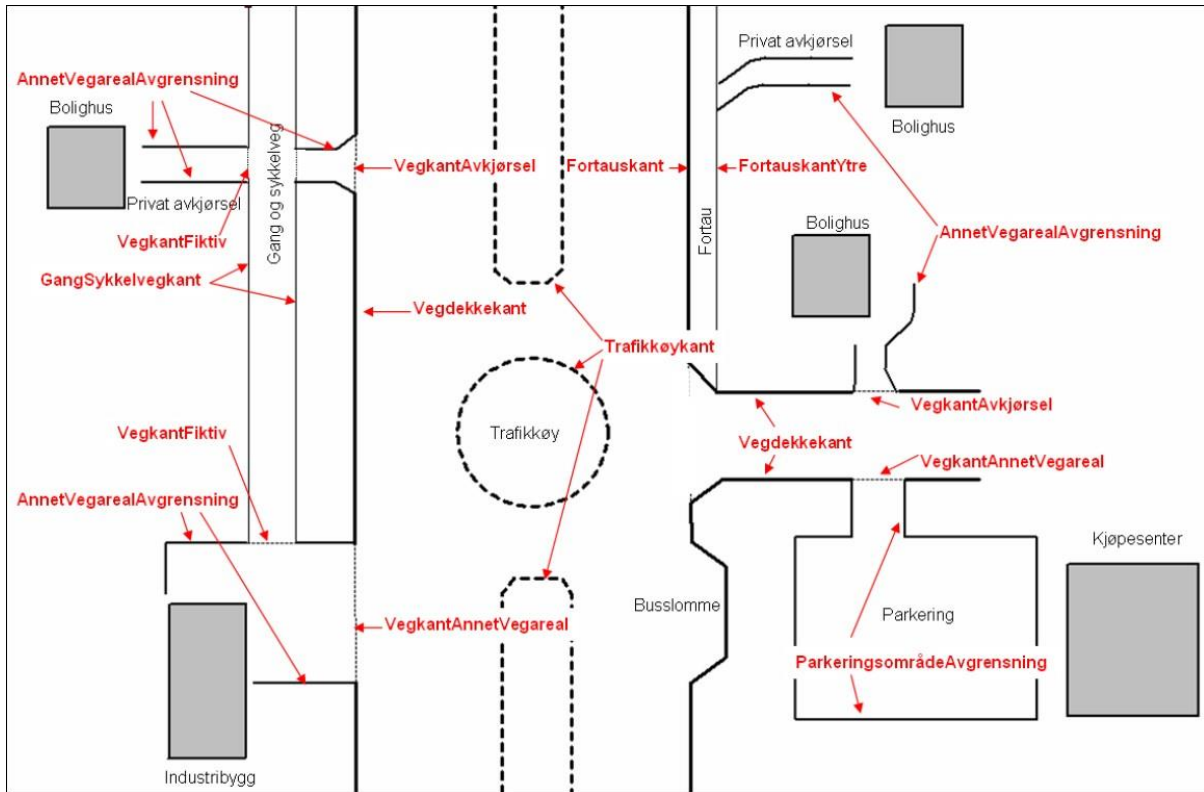 Privat avkjørsel
AnnetVegarealAvgrensning
Bolighus
Bolighus
Gang og sykkelveg
VegkantAvkjørsel
Fortauskant
FortauskantYtre
Privat avkjørsel
Fortau
Bolighus
VegkantFiktiv
AnnetVegarealAvgrensning
GangSykkelvegkant
Vegdekkekant
Trafikkøykant
VegkantAvkjørsel
VegkantFiktiv
Trafikkøy
Vegdekkekant
VegkantAnnetVegareal
AnnetVegarealAvgrensning
Kjøpesenter
Busslomme
Parkering
VegkantAnnetVegareal
ParkeringsområdeAvgrensning
Industribygg